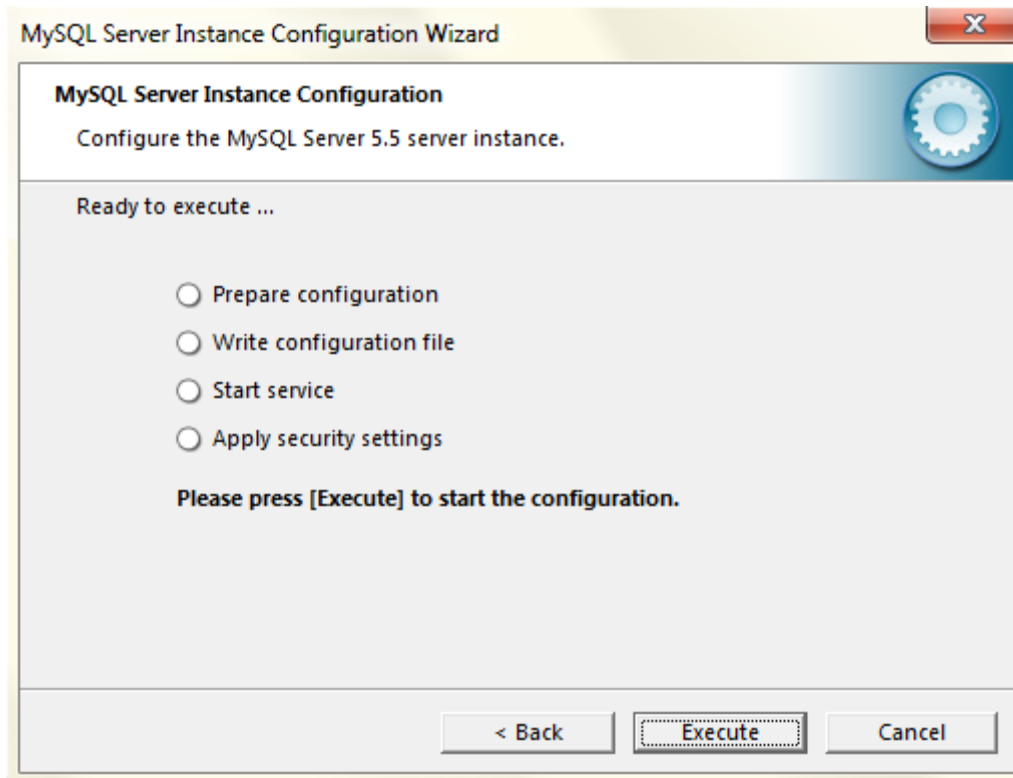 MySQL Server Instance Configuration Wizard
MySQL Server Instance Configuration
Configure the MySQL Server 5.5 server instance.
Ready to execute ...
Prepare configuration
Write configuration file
Start service
Apply security settings
Please press [Execute] to start the configuration.
< Back Execute Cancel